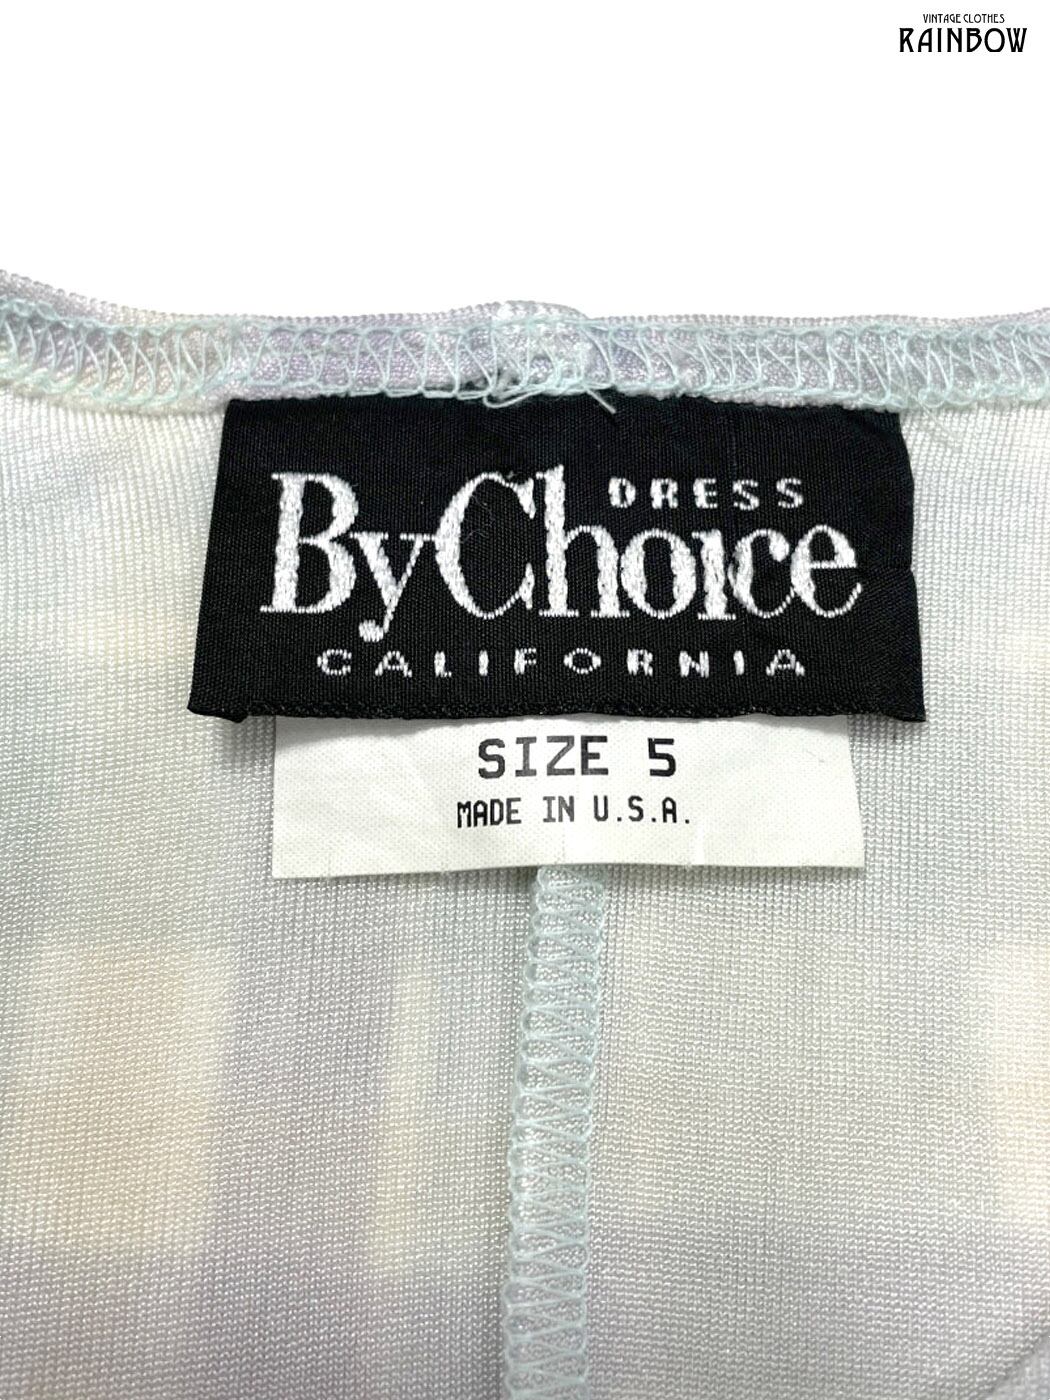 VINTAGE CLOTHES
RAINBOW
DRESS
ByChoice
CALIFORNIA
SIZE 5
MADE IN U.S.A.